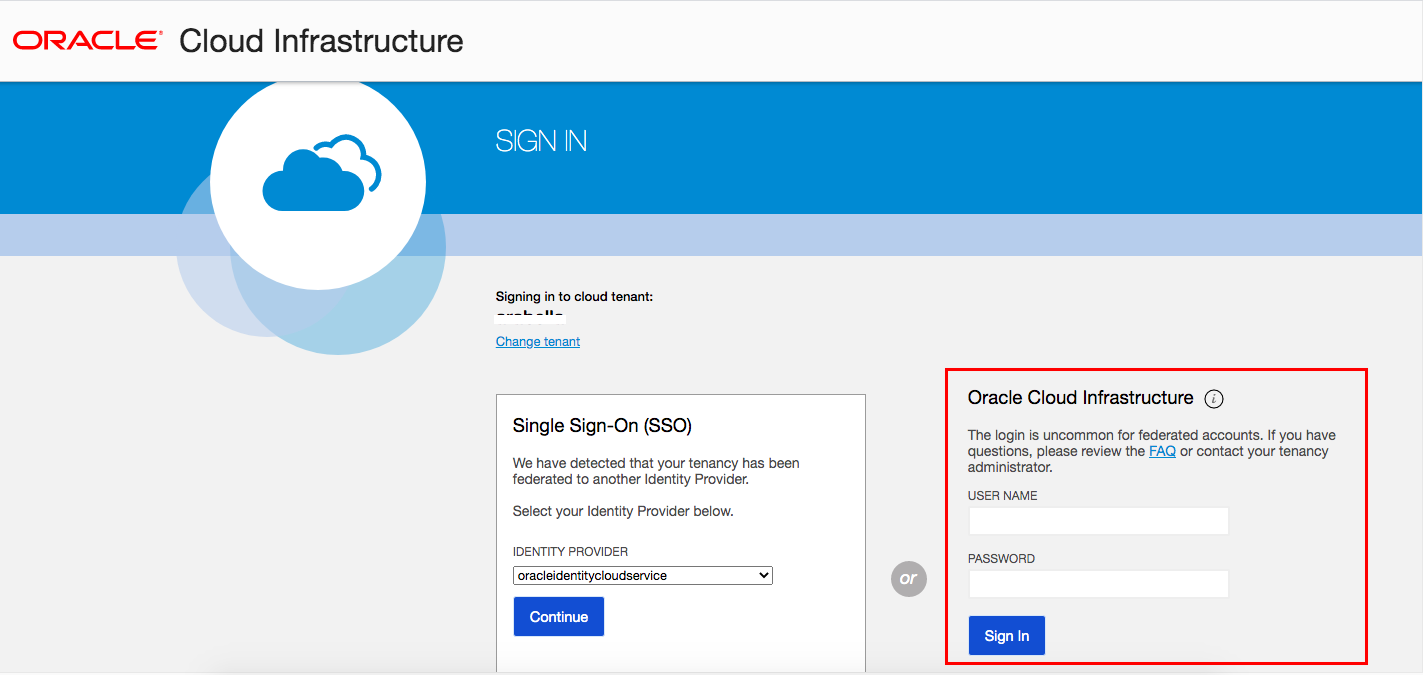 ORACLE® Cloud Infrastructure
SIGN IN
Signing in to cloud tenant:
Change tenant
Single Sign-On (SSO)
We have detected that your tenancy has been
federated to another Identity Provider.
Select your Identity Provider below.
IDENTITY PROVIDER
oracleidentitycloudservice
Continue
or
Oracle Cloud Infrastructure i
The login is uncommon for federated accounts. If you have
questions, please review the FAQ or contact your tenancy
administrator.
USER NAME
PASSWORD
Sign In